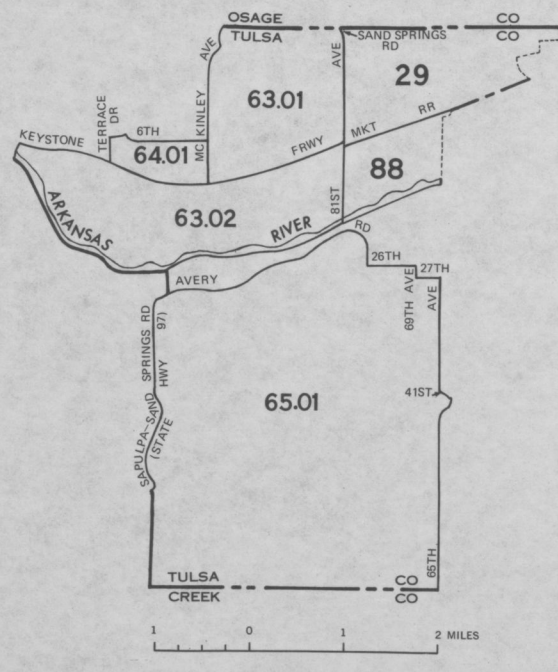 OSAGE CO
TULSA CO
SAND SPRINGS
RD
AVE
AVE
29
63.01
TERRACE
DR
6TH
MC KINLEY
KEYSTONE
64.01
FRWY
MKT
RR
88
63.02
81ST
ARKANSAS
RIVER
RD
26TH
27TH
AVERY
69TH AVE
AVE
SAPULPA-SAND SPRINGS RD
(STATE HWY 97)
41ST
65.01
65TH
TULSA CO
CREEK CO
1 0 1 2 MILES